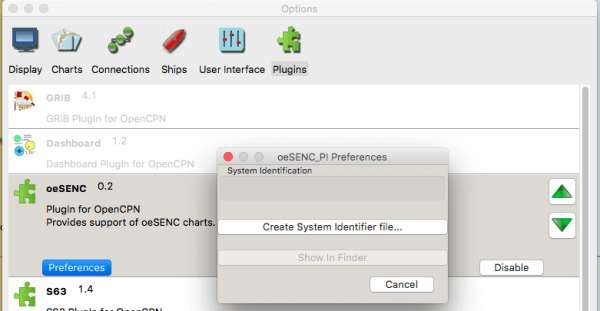 Options
Display Charts Connections Ships User Interface Plugins
GRIB 4.1
GRIB PlugIn for OpenCPN
Dashboard 1.2
Dashboard PlugIn for OpenCPN
oeSENC_PI Preferences
System Identification
oeSENC 0.2
PlugIn for OpenCPN
Provides support of oeSENC charts.
Create System Identifier file...
Show In Finder
Preferences
Disable
Cancel
S63 1.4
S63 PlugIn for OpenCPN